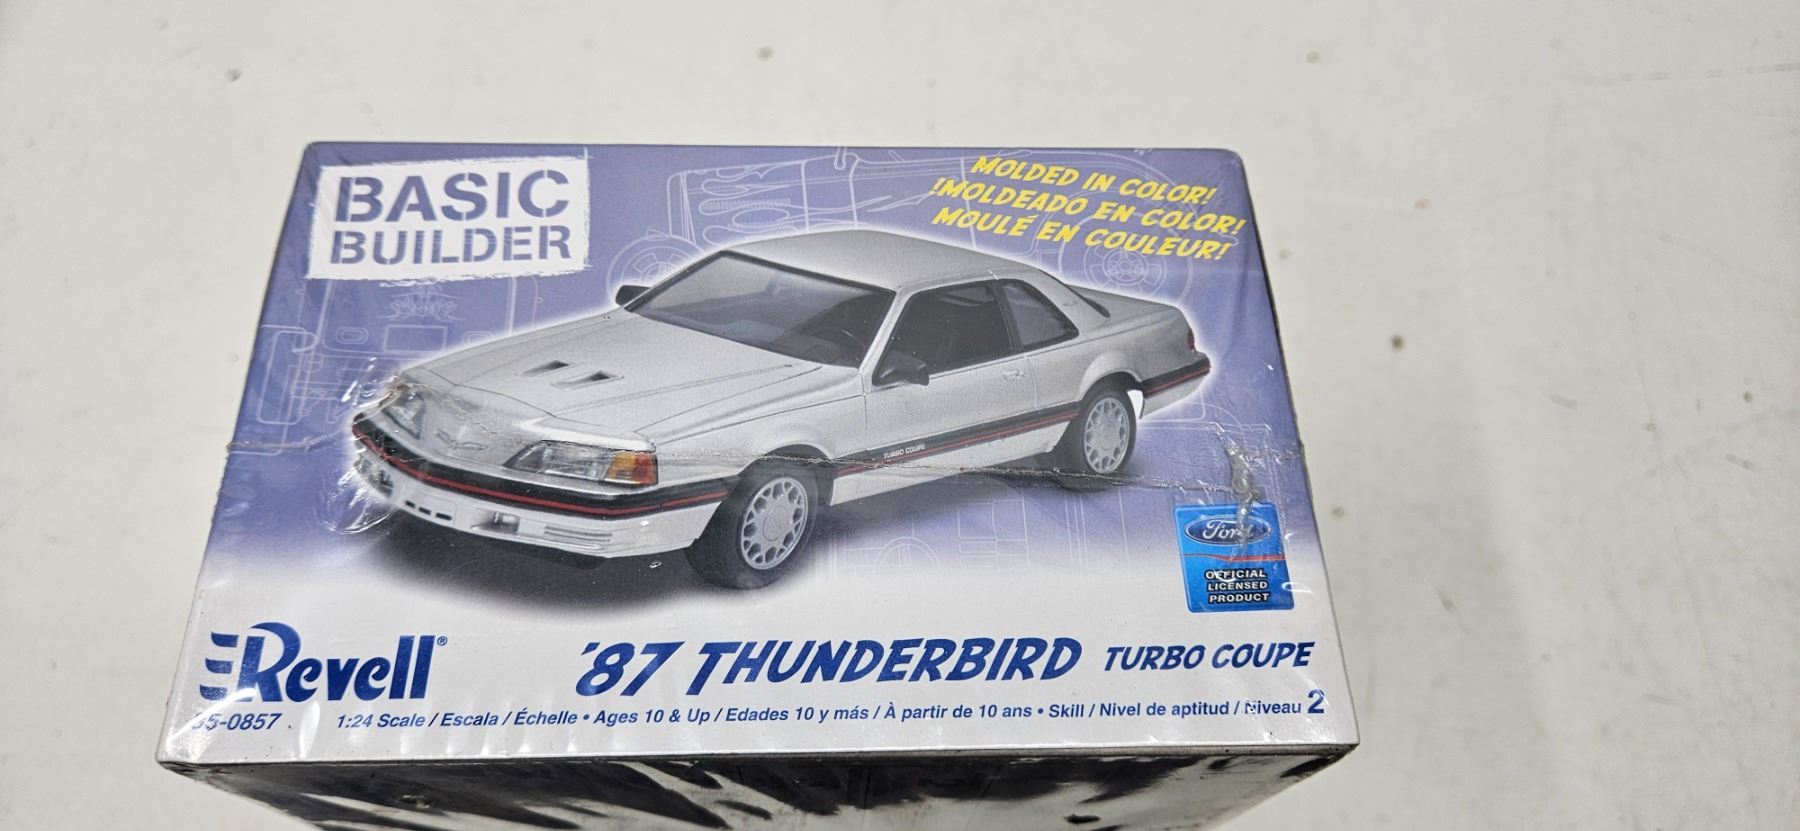 BASIC
BUILDER
MOLDED IN COLOR!
!MOLDEADO EN COLOR!
MOULÉ EN COULEUR!
TURBO COUPE
Ford
OFFICIAL
LICENSED
PRODUCT
Revell®
'87 THUNDERBIRD TURBO COUPE
85-0857
1:24 Scale / Escala / Échelle • Ages 10 & Up / Edades 10 y más / À partir de 10 ans • Skill / Nivel de aptitud / Niveau 2